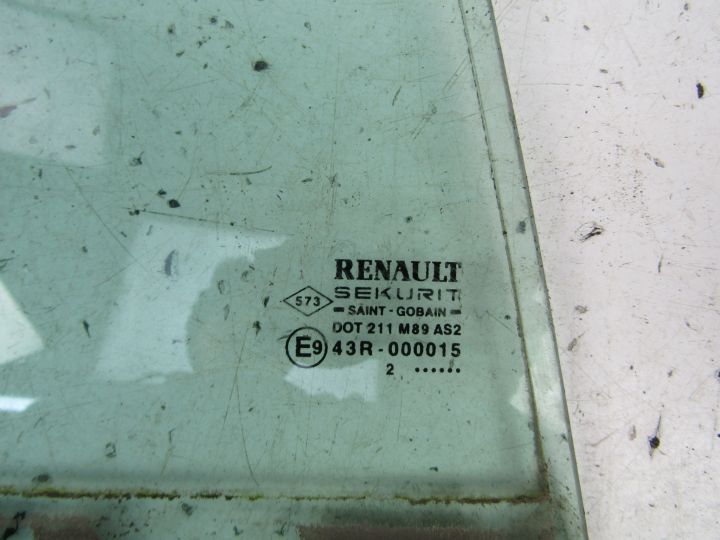 RENAULT
573 SEKURIT
SAINT - GOBAIN
DOT 211 M89 AS2
E9 43R-000015
2 ••••••